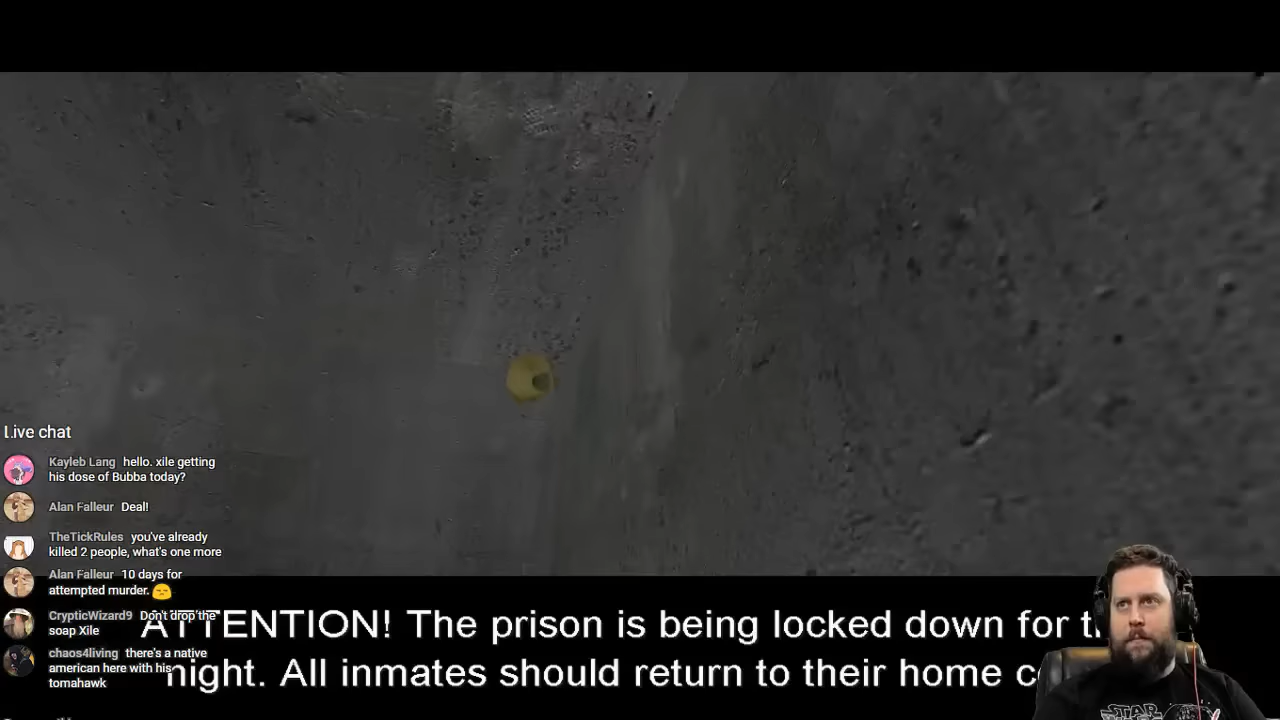 Live chat
Kayleb Lang hello. xile getting
his dose of Bubba today?
Alan Falleur Deal!
TheTickRules you've already
killed 2 people, what's one more
Alan Falleur 10 days for
attempted murder.
CrypticWizard9 Don't drop the
soap Xile
chaos4living there's a native
american here with his
tomahawk
ATTENTION! The prison is being locked down for
night. All inmates should return to their home
STAR